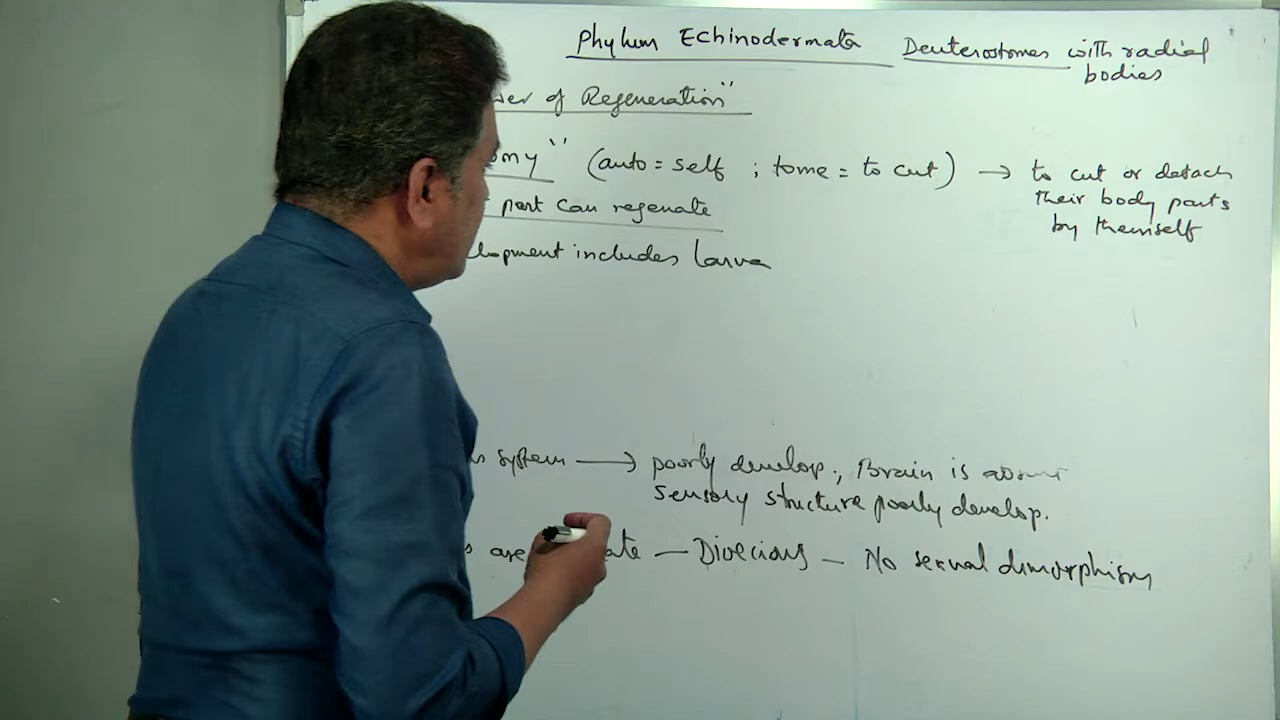 Phylum Echinodermata Deuterostomes with radial
bodies
wer of Regeneration"
omy" (auto = self ; tome = to cut) → to cut or detach
their body parts
by themself
part can regenate
lopment includes larva
s system → poorly develop; Brain is absent
sensory structure poorly develop.
s are ate — Dioecious — No sexual dimorphism